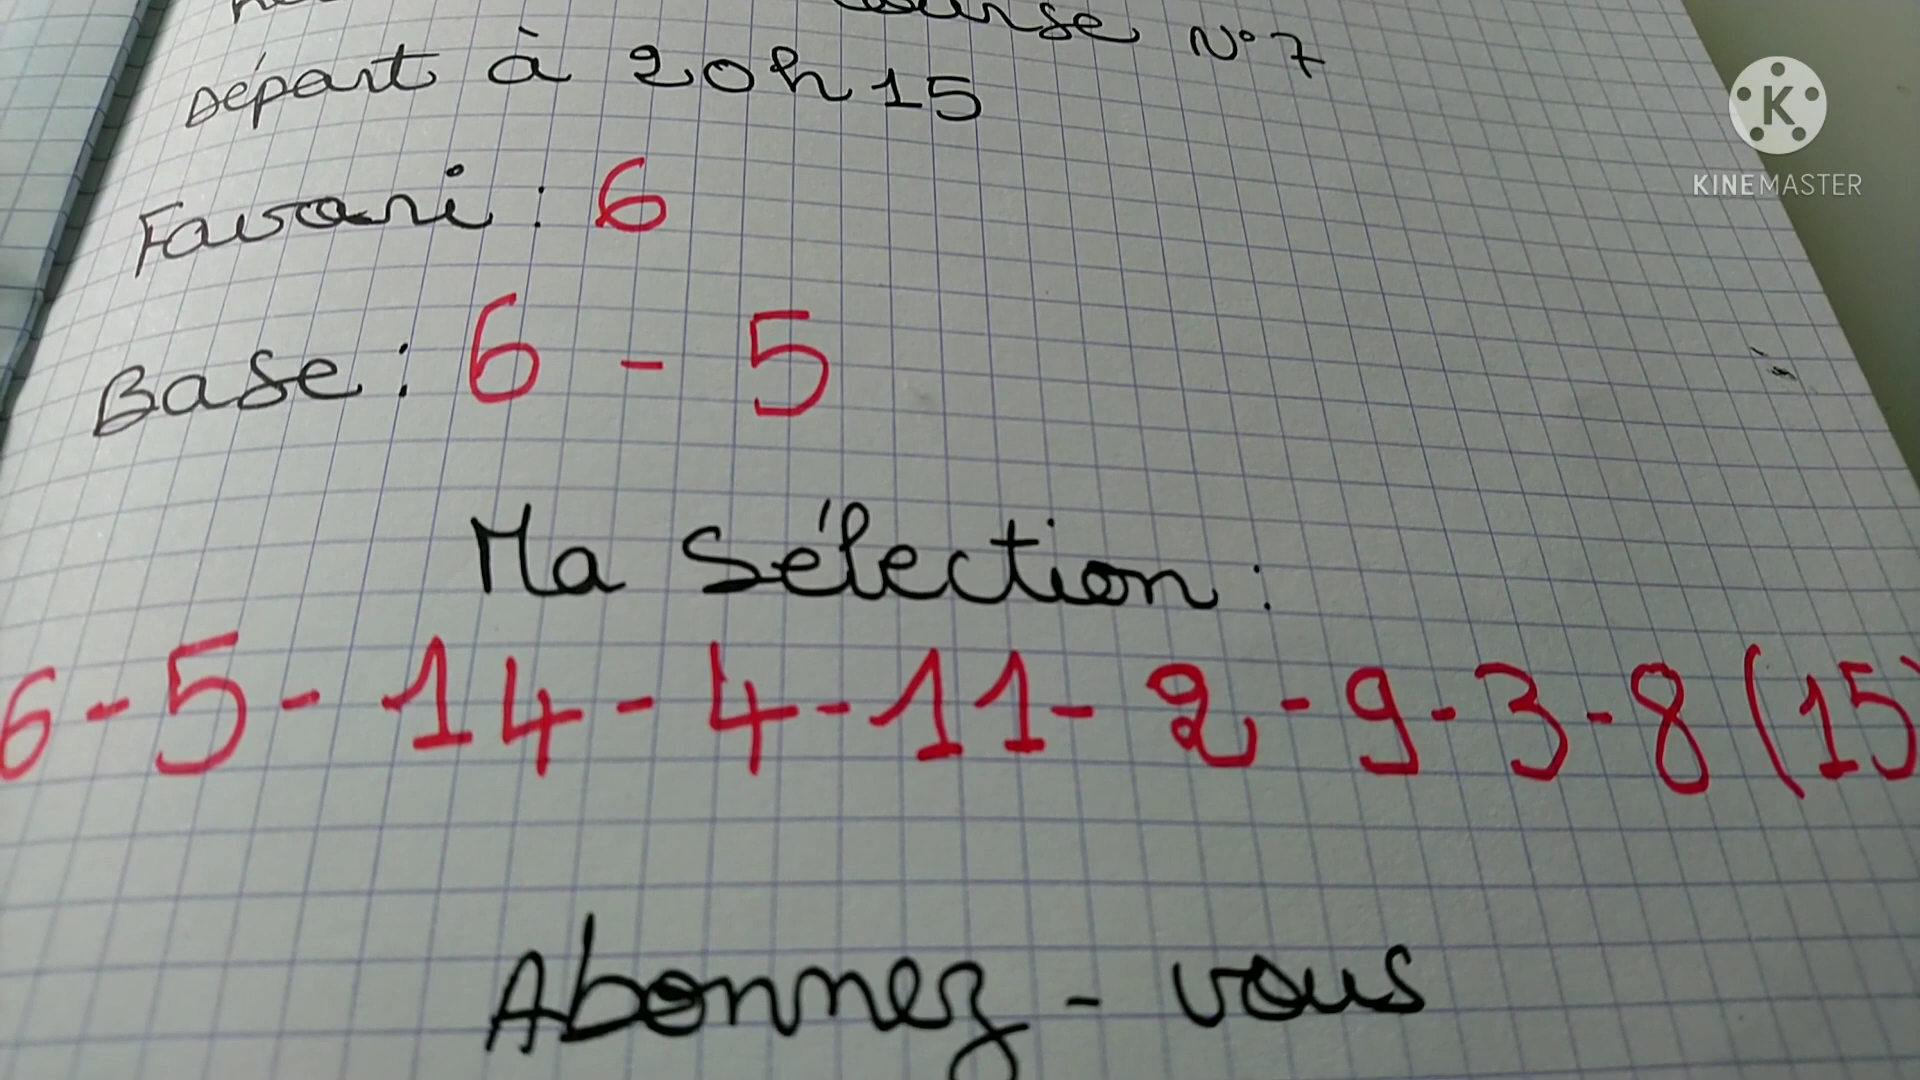 N° 7
Départ à 20h15
Favori : 6
Base : 6 - 5
Ma Sélection :
6 - 5 - 14 - 4 - 11 - 2 - 9 - 3 - 8 (15)
Abonnez - vous
K
KINEMASTER